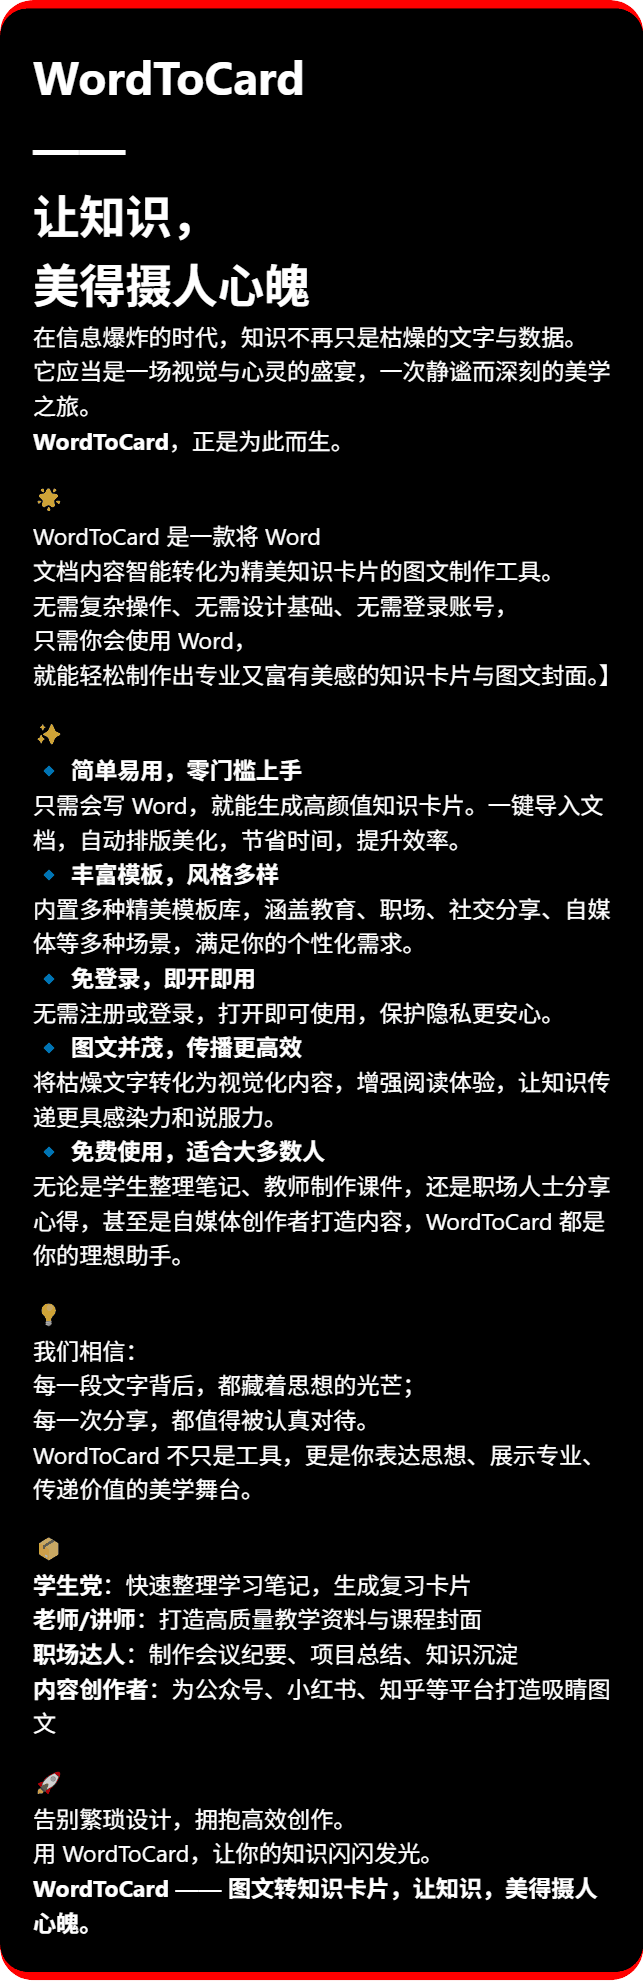 WordToCard
——
让知识，
美得摄人心魄
在信息爆炸的时代，知识不再只是枯燥的文字与数据。
它应当是一场视觉与心灵的盛宴，一次静谧而深刻的美学
之旅。
WordToCard，正是为此而生。
🌟
WordToCard 是一款将 Word
文档内容智能转化为精美知识卡片的图文制作工具。
无需复杂操作、无需设计基础、无需登录账号，
只需你会使用 Word，
就能轻松制作出专业又富有美感的知识卡片与图文封面。】
✨
🔹 简单易用，零门槛上手
只需会写 Word，就能生成高颜值知识卡片。一键导入文
档，自动排版美化，节省时间，提升效率。
🔹 丰富模板，风格多样
内置多种精美模板库，涵盖教育、职场、社交分享、自媒
体等多种场景，满足你的个性化需求。
🔹 免登录，即开即用
无需注册或登录，打开即可使用，保护隐私更安心。
🔹 图文并茂，传播更高效
将枯燥文字转化为视觉化内容，增强阅读体验，让知识传
递更具感染力和说服力。
🔹 免费使用，适合大多数人
无论是学生整理笔记、教师制作课件，还是职场人士分享
心得，甚至是自媒体创作者打造内容，WordToCard 都是
你的理想助手。
💡
我们相信：
每一段文字背后，都藏着思想的光芒；
每一次分享，都值得被认真对待。
WordToCard 不只是工具，更是你表达思想、展示专业、
传递价值的美学舞台。
📦
学生党：快速整理学习笔记，生成复习卡片
老师/讲师：打造高质量教学资料与课程封面
职场达人：制作会议纪要、项目总结、知识沉淀
内容创作者：为公众号、小红书、知乎等平台打造吸睛图
文
🚀
告别繁琐设计，拥抱高效创作。
用 WordToCard，让你的知识闪闪发光。
WordToCard —— 图文转知识卡片，让知识，美得摄人
心魄。